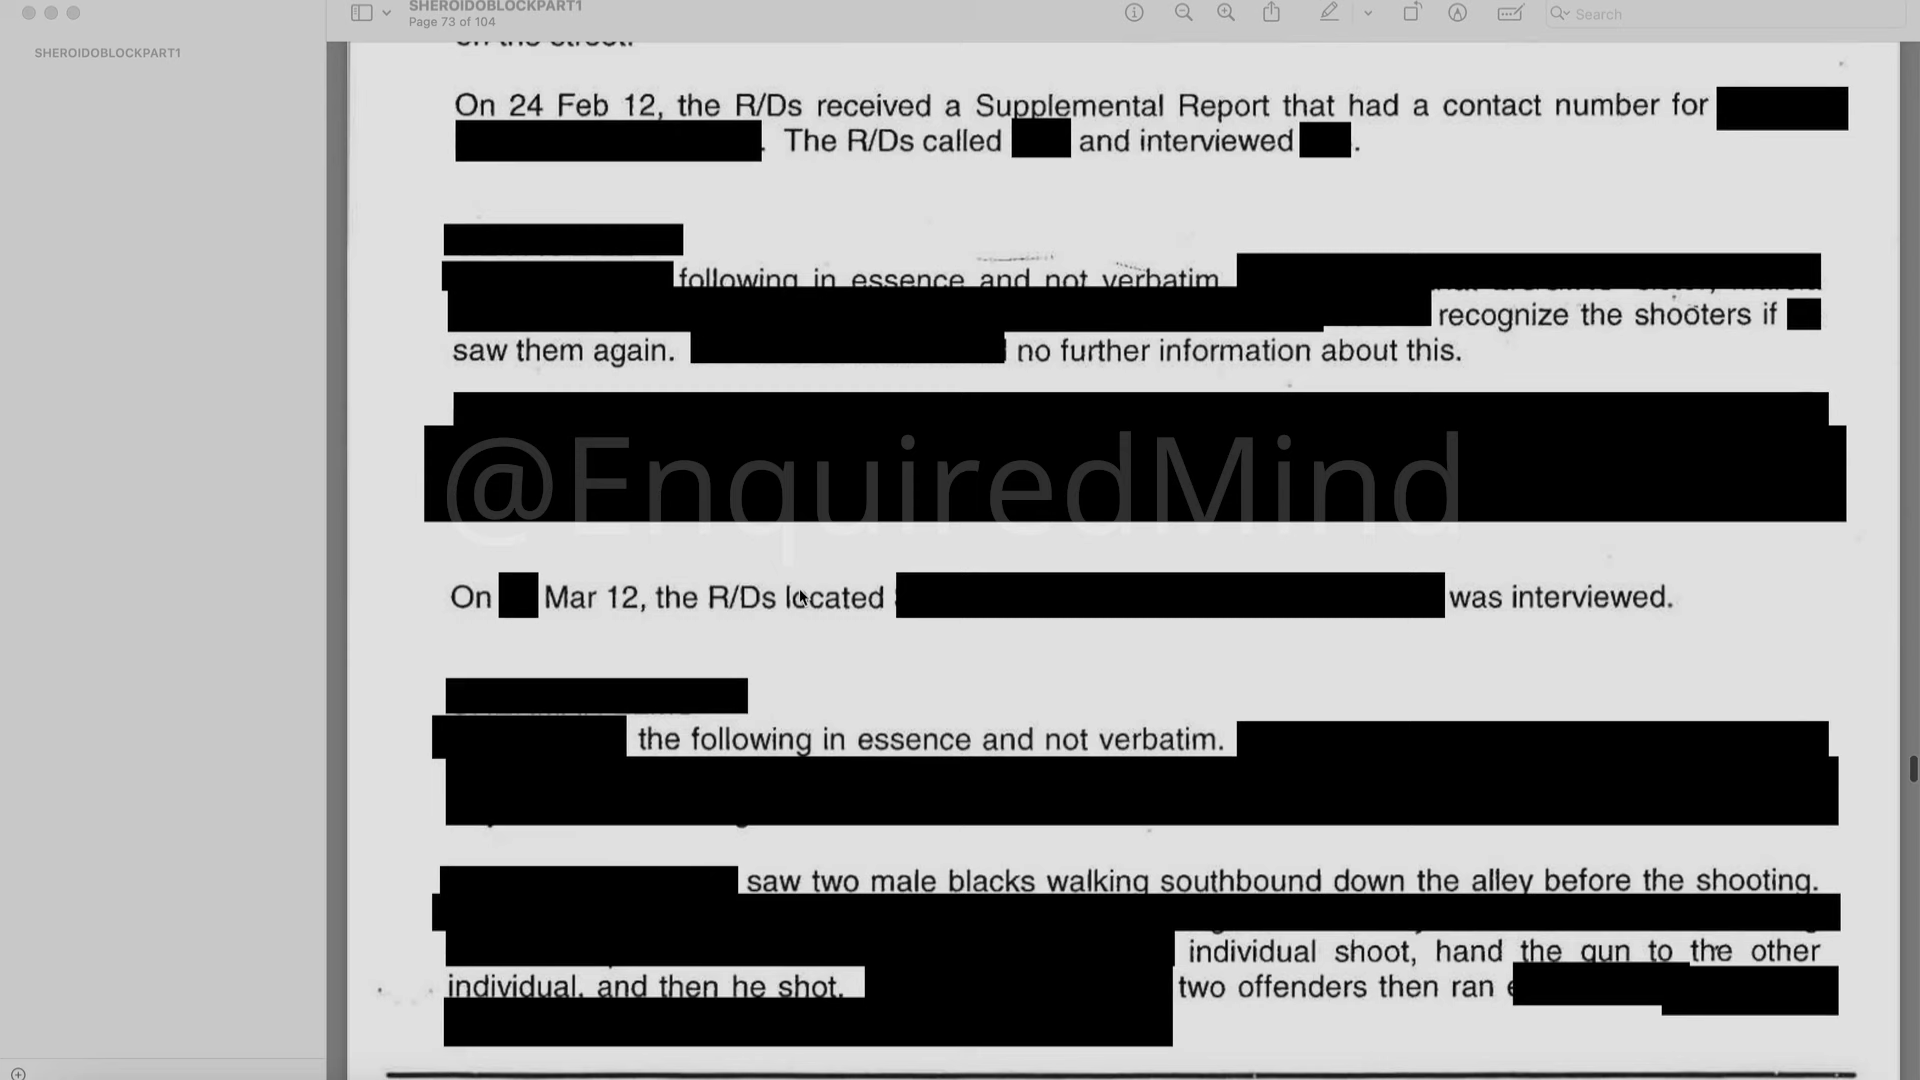 SHEROIDOBLOCKPART1
Page 73 of 104
Search
SHEROIDOBLOCKPART1
on the street.
On 24 Feb 12, the R/Ds received a Supplemental Report that had a contact number for
. The R/Ds called and interviewed .
following in essence and not verbatim.
recognize the shooters if
saw them again. no further information about this.
@EnquiredMind
On Mar 12, the R/Ds located was interviewed.
the following in essence and not verbatim.
saw two male blacks walking southbound down the alley before the shooting.
individual shoot, hand the gun to the other
individual, and then he shot. two offenders then ran